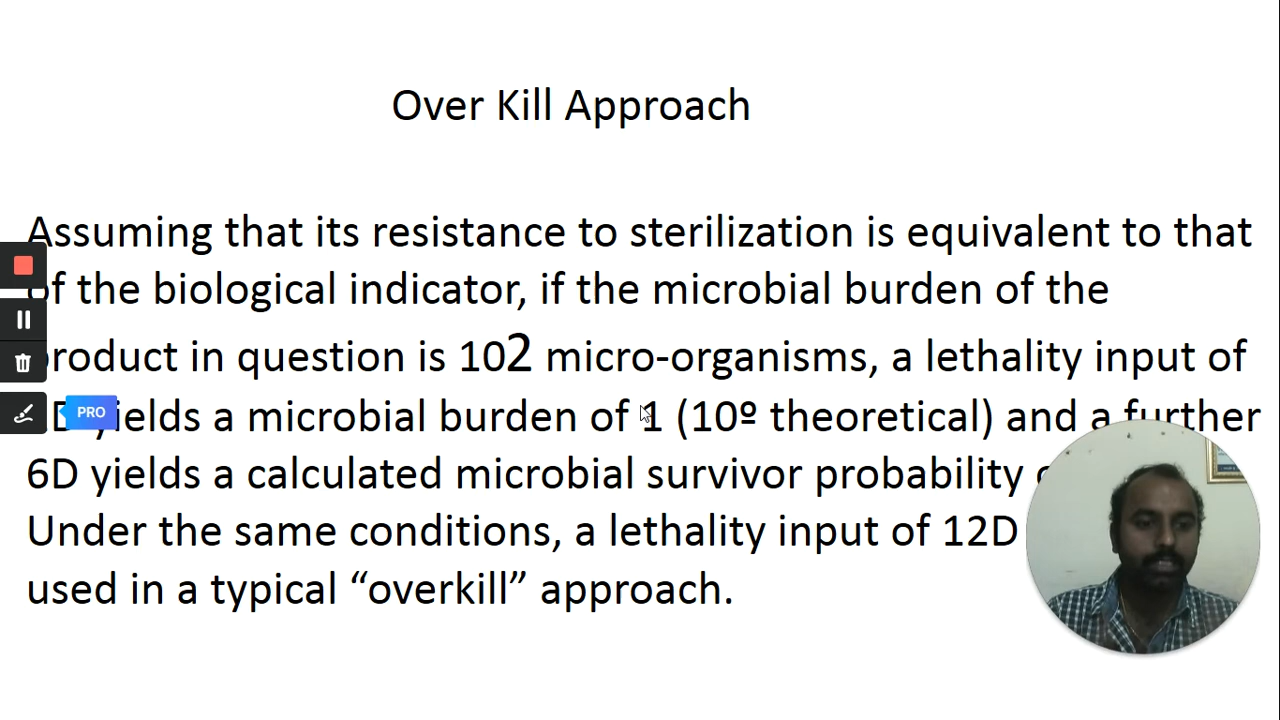 Over Kill Approach
Assuming that its resistance to sterilization is equivalent to that
of the biological indicator, if the microbial burden of the
product in question is 10² micro-organisms, a lethality input of
yields a microbial burden of 1 (10º theoretical) and a further
6D yields a calculated microbial survivor probability
Under the same conditions, a lethality input of 12D
used in a typical “overkill” approach.
PRO